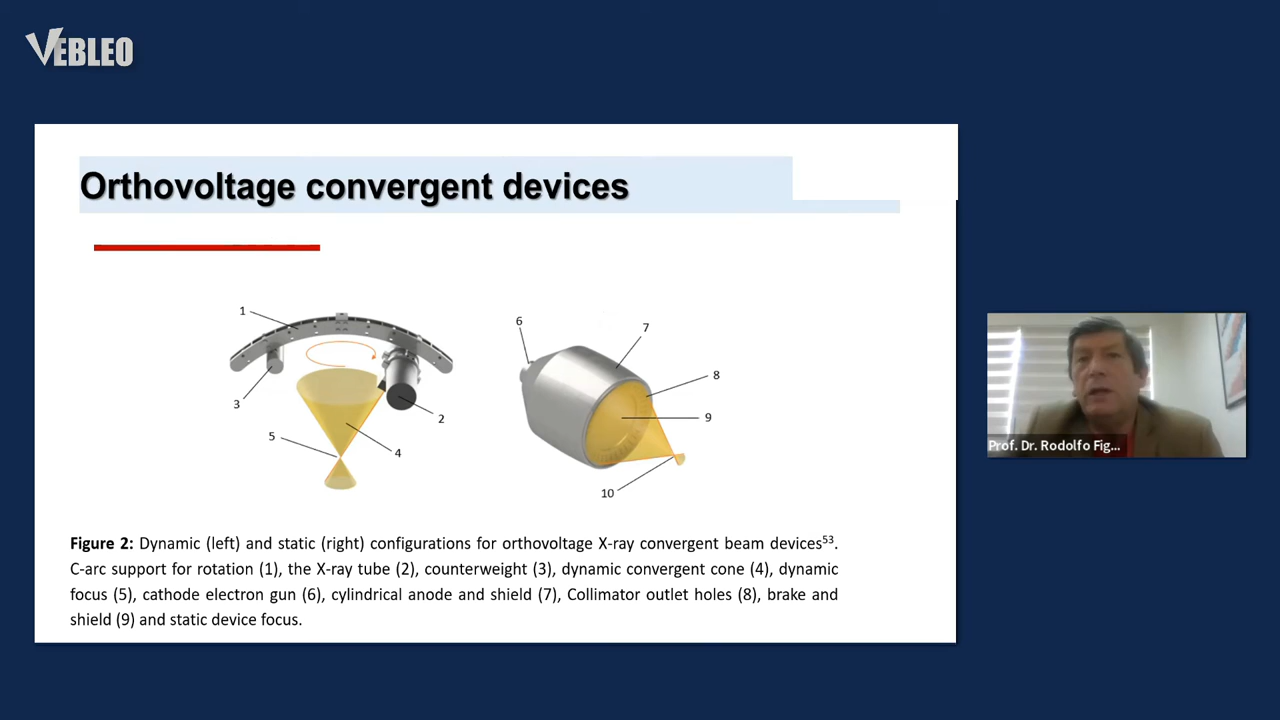 VEBLEO
Orthovoltage convergent devices
1
2
3
4
5
6
7
8
9
10
Figure 2: Dynamic (left) and static (right) configurations for orthovoltage X-ray convergent beam devices53.
C-arc support for rotation (1), the X-ray tube (2), counterweight (3), dynamic convergent cone (4), dynamic
focus (5), cathode electron gun (6), cylindrical anode and shield (7), Collimator outlet holes (8), brake and
shield (9) and static device focus.
Prof. Dr. Rodolfo Fig...